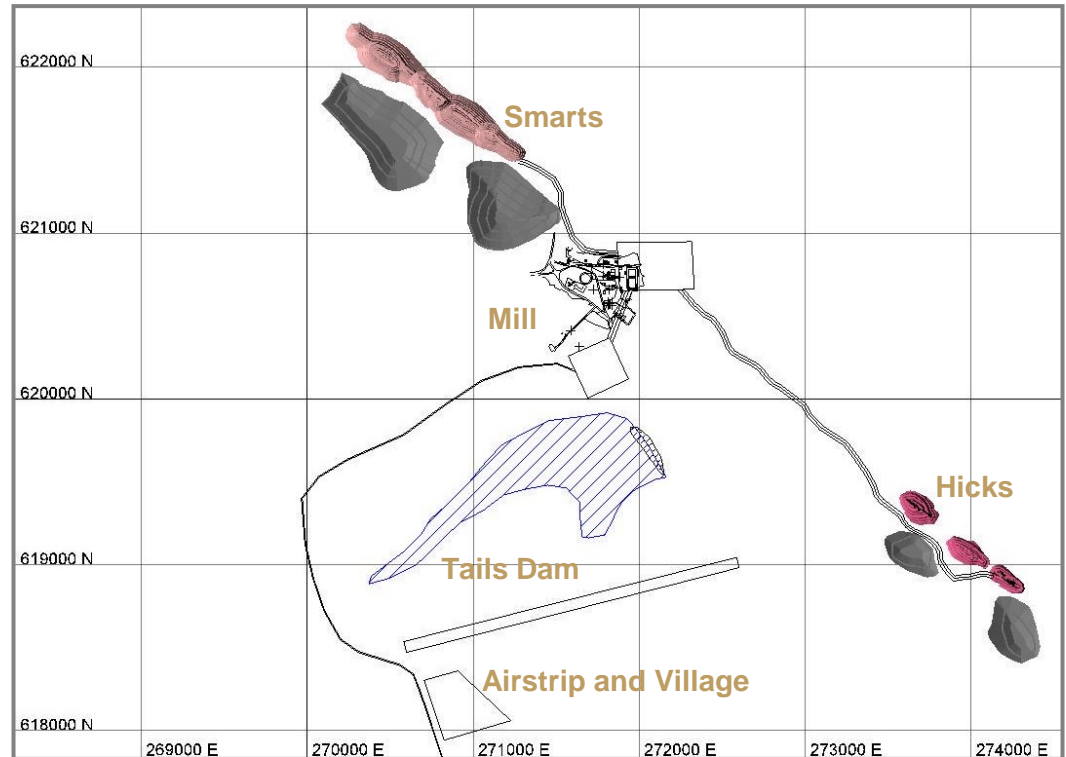 622000 N
Smarts
621000 N
Mill
620000 N
Hicks
619000 N
Tails Dam
Airstrip and Village
618000 N
269000 E 270000 E 271000 E 272000 E 273000 E 274000 E